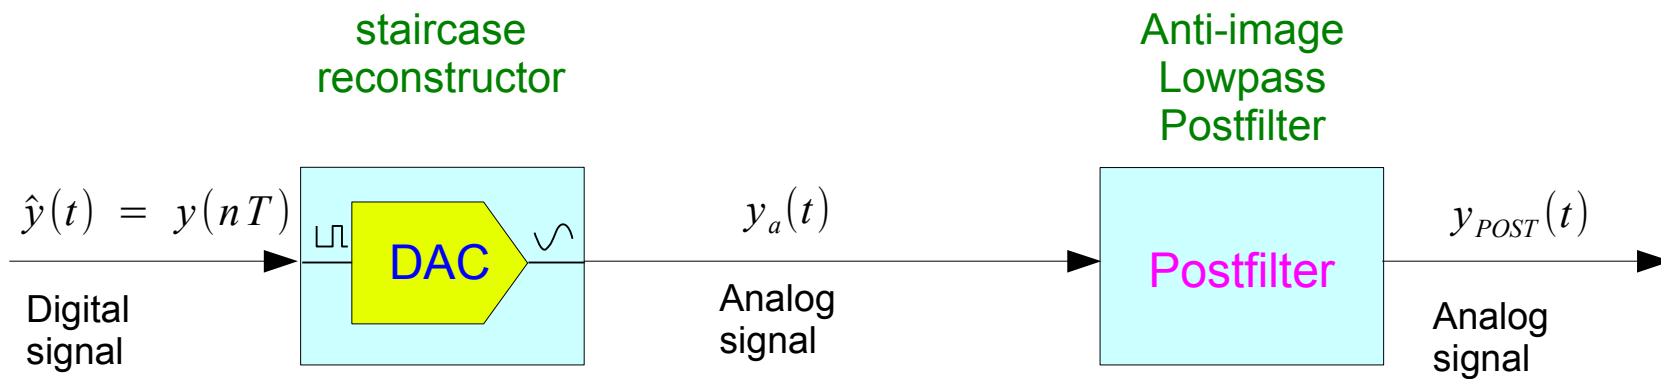 staircase
reconstructor
Anti-image
Lowpass
Postfilter
ŷ(t) = y(nT)
DAC
y_a(t)
Postfilter
y_POST(t)
Digital
signal
Analog
signal
Analog
signal